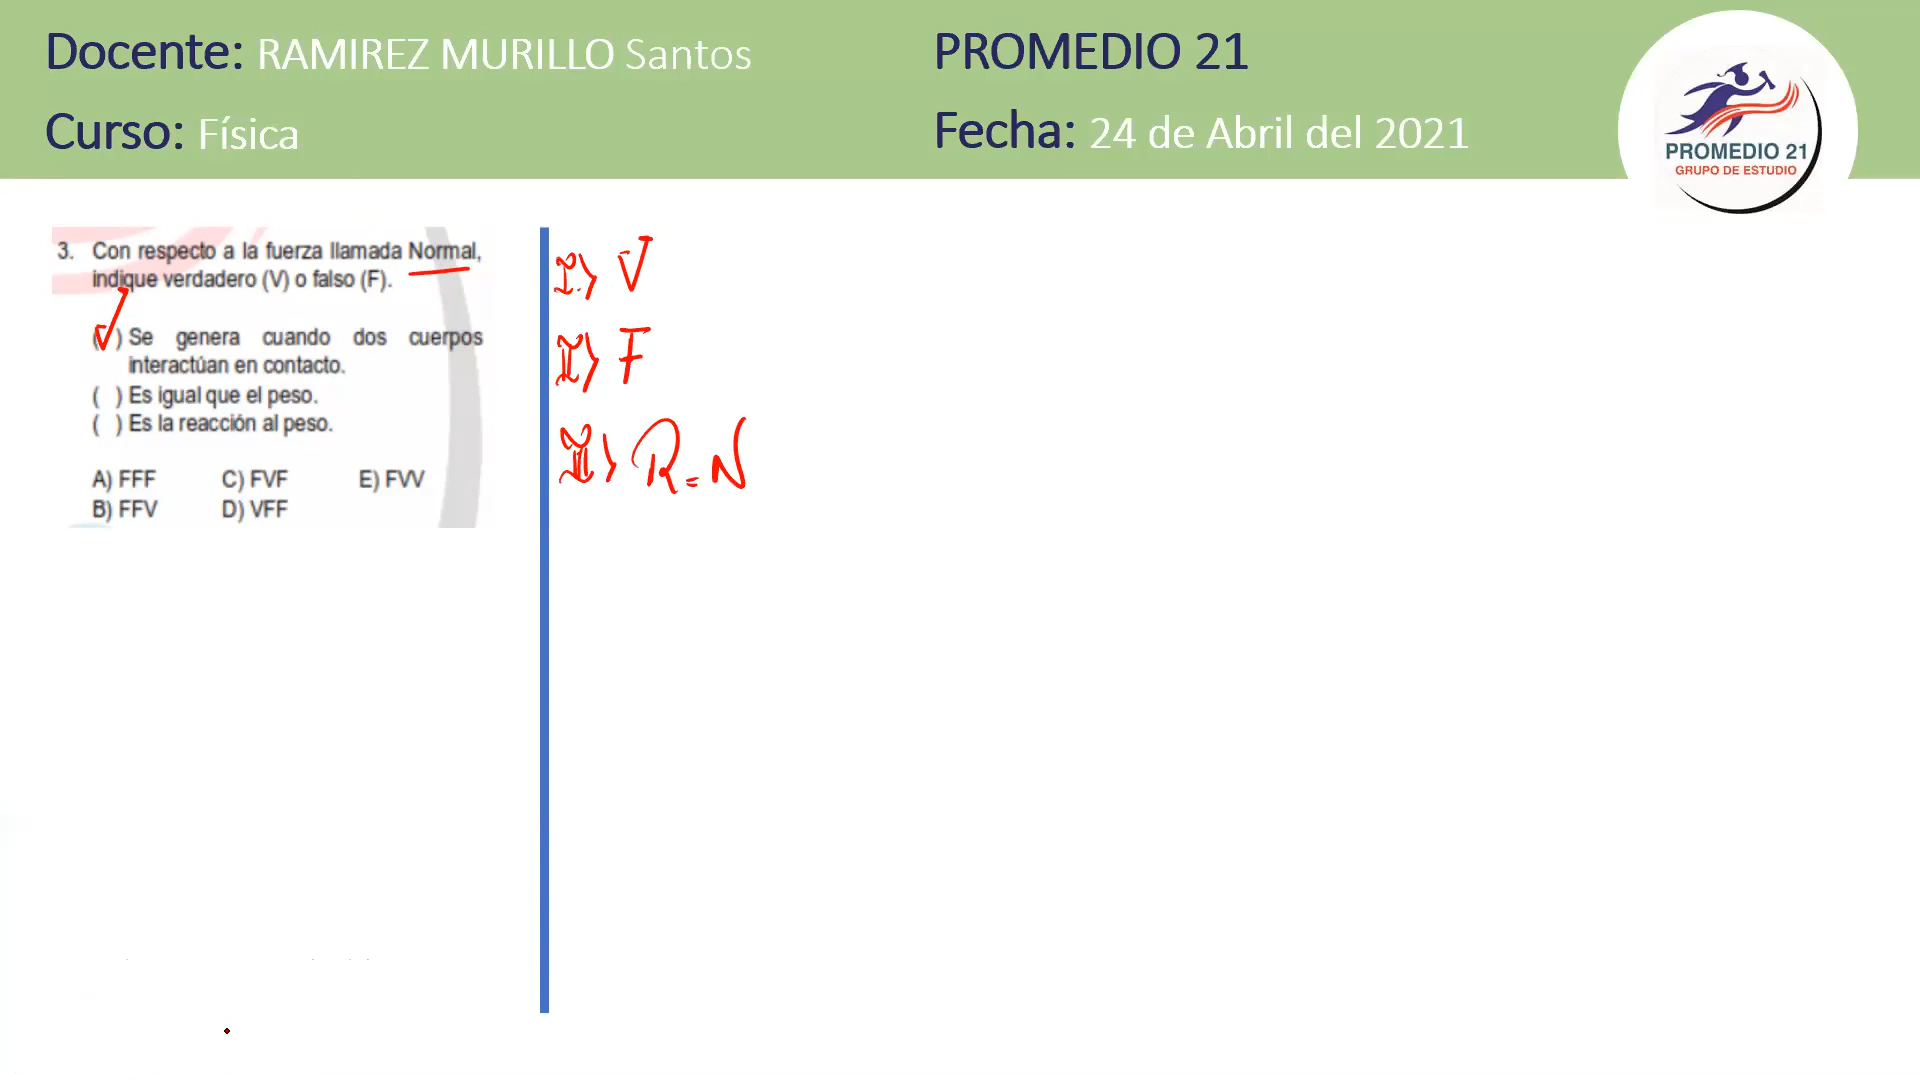 Docente: RAMIREZ MURILLO Santos
PROMEDIO 21
Curso: Física
Fecha: 24 de Abril del 2021
PROMEDIO 21
GRUPO DE ESTUDIO
3. Con respecto a la fuerza llamada Normal,
indique verdadero (V) o falso (F).
(V) Se genera cuando dos cuerpos
interactúan en contacto.
( ) Es igual que el peso.
( ) Es la reacción al peso.
A) FFF C) FVF E) FVV
B) FFV D) VFF
I> V
II> F
III> R=N